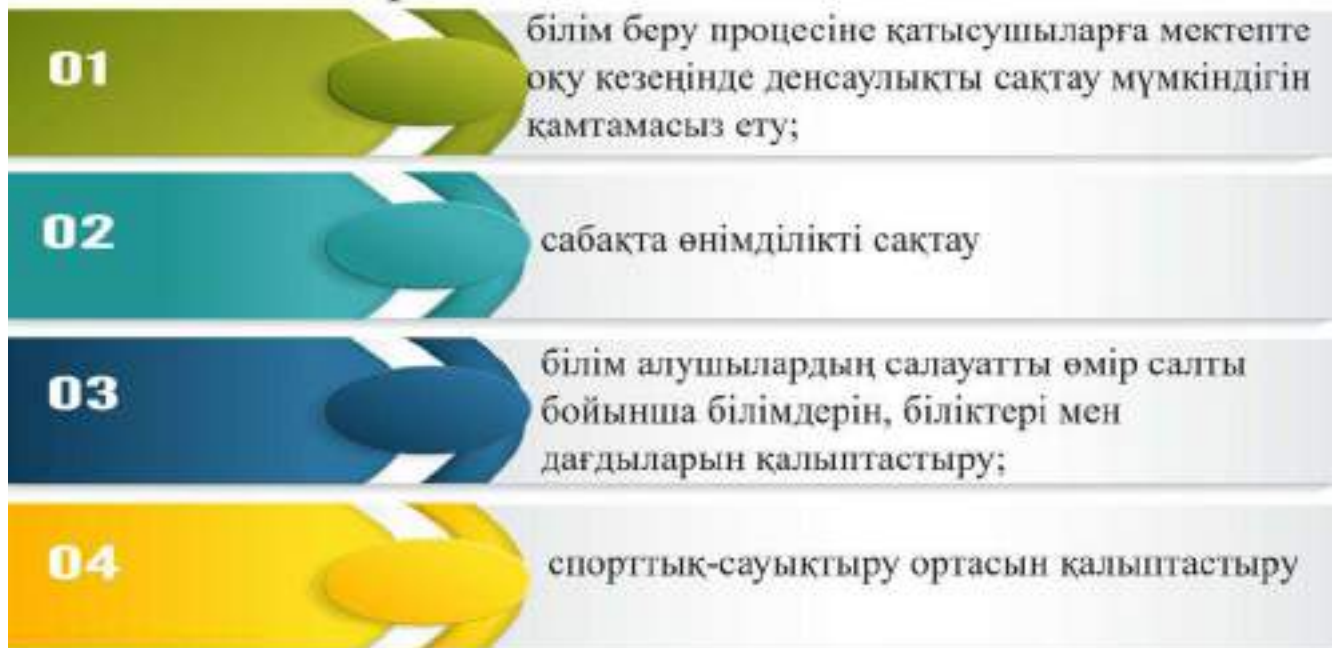 01
білім беру процесіне қатысушыларға мектепте
оқу кезеңінде денсаулықты сақтау мүмкіндігін
қамтамасыз ету;
02
сабақта өнімділікті сақтау
03
білім алушылардың салауатты өмір салты
бойынша білімдерін, біліктері мен
дағдыларын қалыптастыру;
04
спорттық-сауықтыру ортасын қалыптастыру